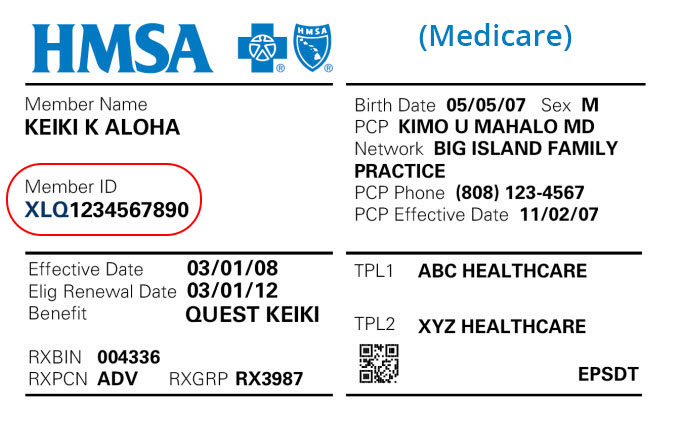 HMSA
HMSA
® ®
(Medicare)
Member Name
KEIKI K ALOHA
Member ID
XLQ1234567890
Birth Date 05/05/07 Sex M
PCP KIMO U MAHALO MD
Network BIG ISLAND FAMILY
PRACTICE
PCP Phone (808) 123-4567
PCP Effective Date 11/02/07
Effective Date 03/01/08
Elig Renewal Date 03/01/12
Benefit QUEST KEIKI
RXBIN 004336
RXPCN ADV RXGRP RX3987
TPL1 ABC HEALTHCARE
TPL2 XYZ HEALTHCARE
EPSDT